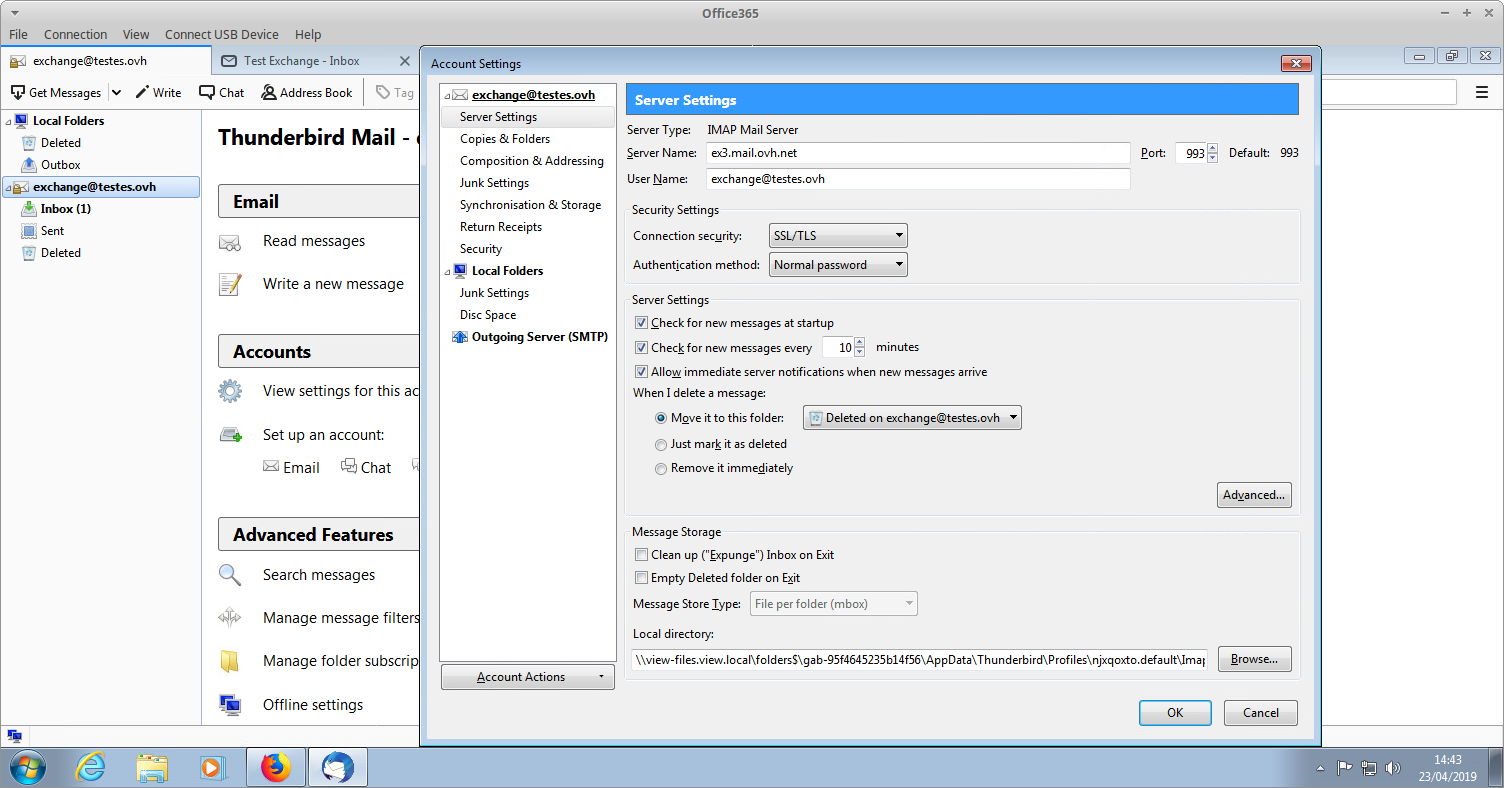 Office365
File Connection View Connect USB Device Help
exchange@testes.ovh
Test Exchange - Inbox
Get Messages Write Chat Address Book Tag
Local Folders
Deleted
Outbox
exchange@testes.ovh
Inbox (1)
Sent
Deleted
Thunderbird Mail -
Email
Read messages
Write a new message
Accounts
View settings for this ac
Set up an account:
Email Chat
Advanced Features
Search messages
Manage message filters
Manage folder subscrip
Offline settings
Account Settings
exchange@testes.ovh
Server Settings
Copies & Folders
Composition & Addressing
Junk Settings
Synchronisation & Storage
Return Receipts
Security
Local Folders
Junk Settings
Disc Space
Outgoing Server (SMTP)
Account Actions
Server Settings
Server Type: IMAP Mail Server
Server Name: ex3.mail.ovh.net Port: 993 Default: 993
User Name: exchange@testes.ovh
Security Settings
Connection security: SSL/TLS
Authentication method: Normal password
Server Settings
Check for new messages at startup
Check for new messages every 10 minutes
Allow immediate server notifications when new messages arrive
When I delete a message:
Move it to this folder: Deleted on exchange@testes.ovh
Just mark it as deleted
Remove it immediately
Advanced...
Message Storage
Clean up ("Expunge") Inbox on Exit
Empty Deleted folder on Exit
Message Store Type: File per folder (mbox)
Local directory:
\\view-files.view.local\folders$\gab-95f4645235b14f56\AppData\Thunderbird\Profiles\njxqoxto.default\Imap Browse...
OK Cancel
14:43
23/04/2019